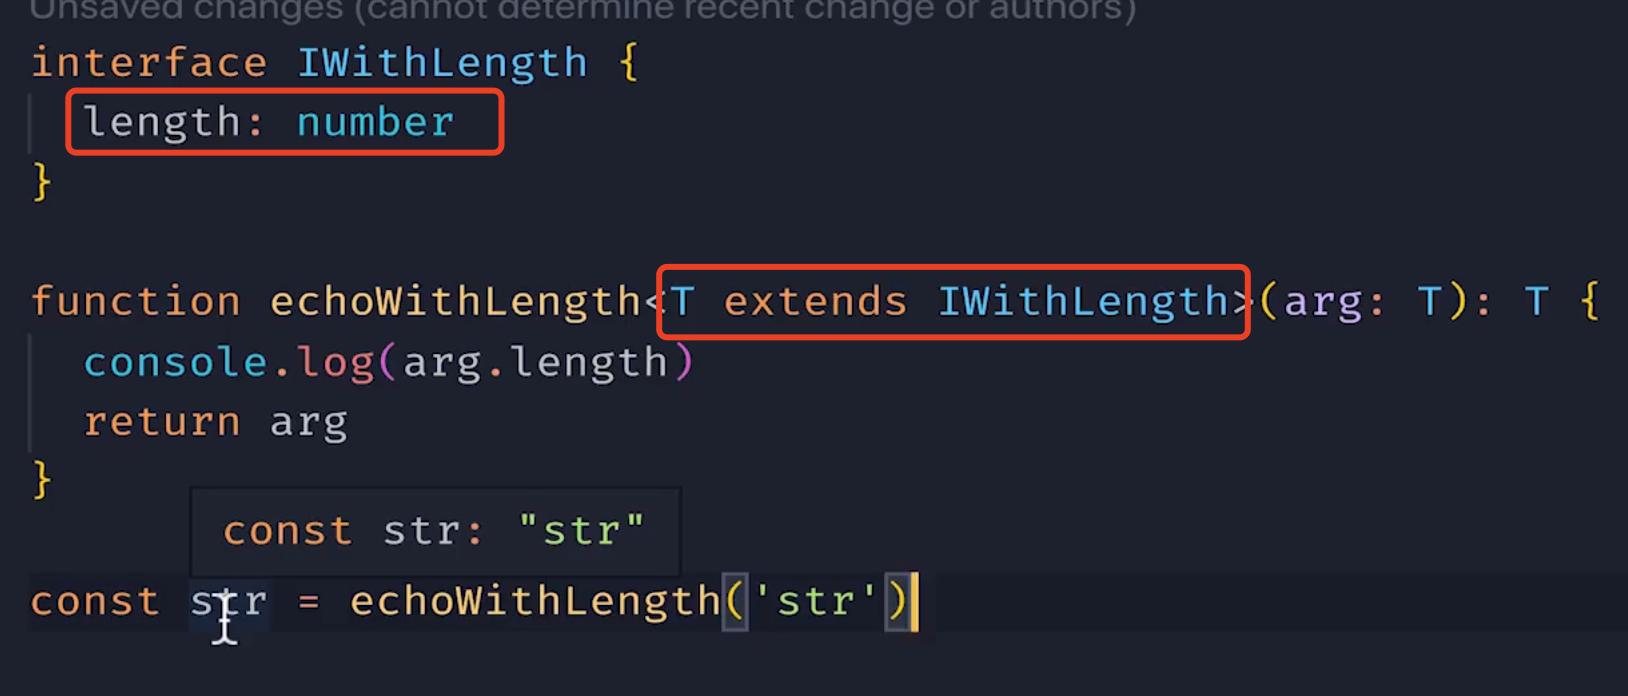 Unsaved changes (cannot determine recent change or authors)
interface IWithLength {
length: number
}
function echoWithLength<T extends IWithLength>(arg: T): T {
console.log(arg.length)
return arg
}
const str: "str"
const str = echoWithLength('str')